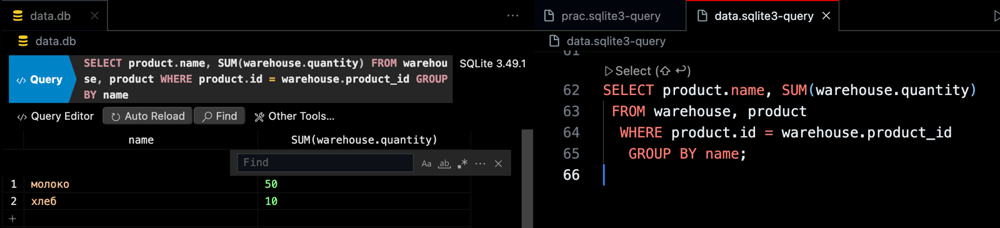 data.db
data.db
Query
SELECT product.name, SUM(warehouse.quantity) FROM warehou
se, product WHERE product.id = warehouse.product_id GROUP
BY name
SQLite 3.49.1
Query Editor
Auto Reload
Find
Other Tools...
name SUM(warehouse.quantity)
Find
Aa ab
1 молоко 50
2 хлеб 10
+
prac.sqlite3-query
data.sqlite3-query
data.sqlite3-query
61
Select (⇧ ↩)
62 SELECT product.name, SUM(warehouse.quantity)
63 FROM warehouse, product
64 WHERE product.id = warehouse.product_id
65 GROUP BY name;
66